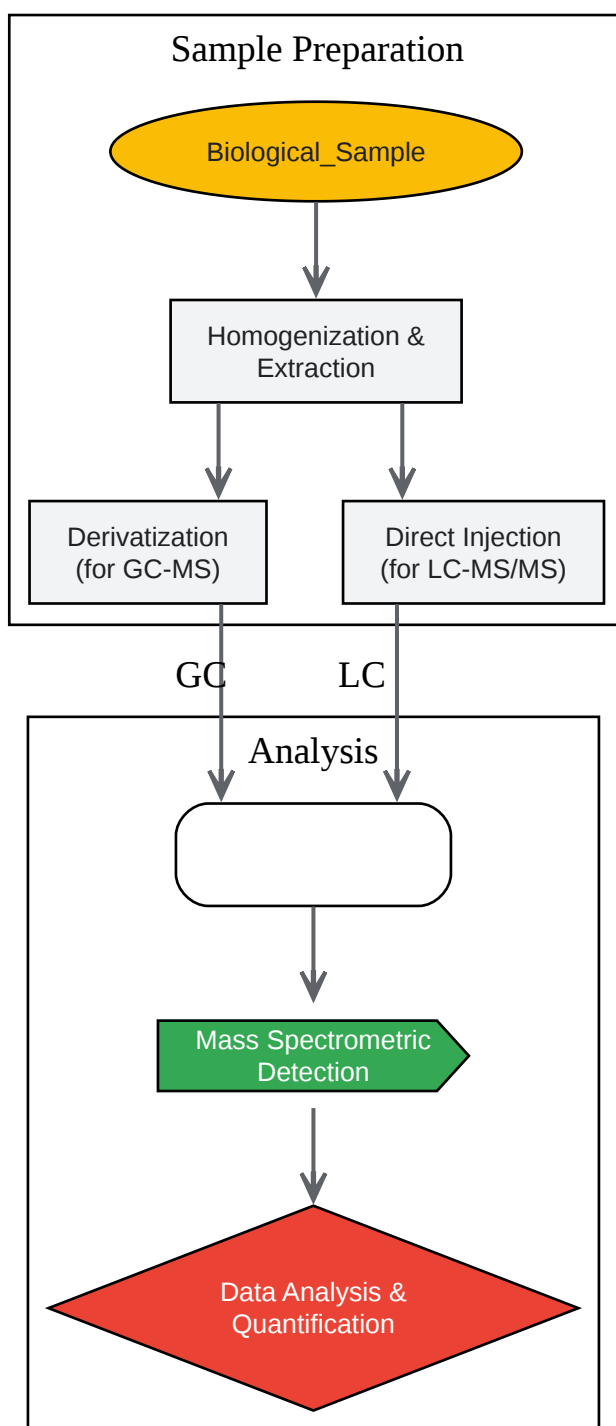 Sample Preparation
Biological_Sample
Homogenization &
Extraction
Derivatization
(for GC-MS)
Direct Injection
(for LC-MS/MS)
GC
LC
Analysis
Mass Spectrometric
Detection
Data Analysis &
Quantification